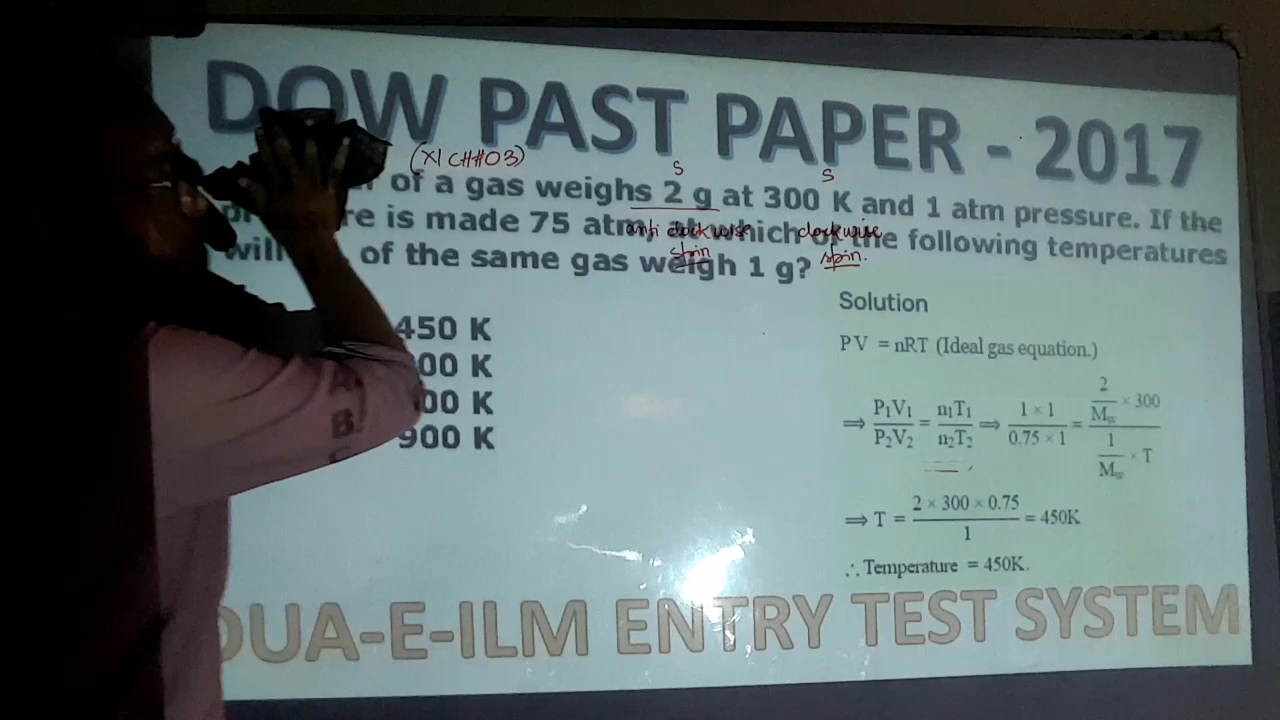 DOW PAST PAPER - 2017
(XI CH#03)
S
S
of a gas weighs 2 g at 300 K and 1 atm pressure. If the
is made 75 atm, at which of the following temperatures
anti clockwise
clockwise
will of the same gas weigh 1 g?
spin
spin.
450 K
00 K
00 K
900 K
A.
B.
Solution
PV = nRT (Ideal gas equation.)
⟹ P₁V₁/P₂V₂ = n₁T₁/n₂T₂ ⟹ 1 × 1/0.75 × 1 = 2/Mw × 300 / 1/Mw × T
⟹ T = 2 × 300 × 0.75/1 = 450K
∴ Temperature = 450K.
DUA-E-ILM ENTRY TEST SYSTEM